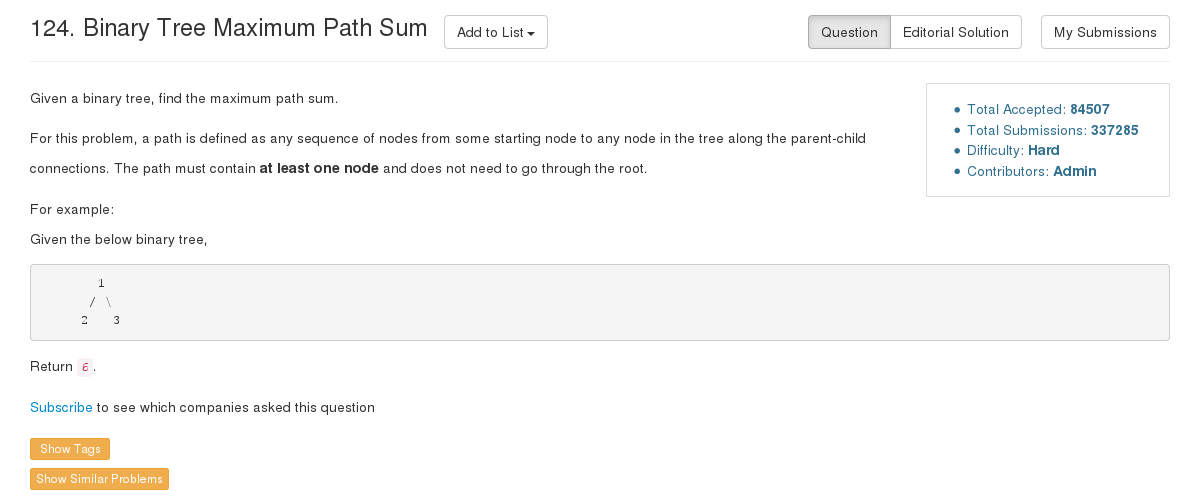 124. Binary Tree Maximum Path Sum
Add to List
Question
Editorial Solution
My Submissions
Total Accepted: 84507
Total Submissions: 337285
Difficulty: Hard
Contributors: Admin
Given a binary tree, find the maximum path sum.
For this problem, a path is defined as any sequence of nodes from some starting node to any node in the tree along the parent-child
connections. The path must contain at least one node and does not need to go through the root.
For example:
Given the below binary tree,
1
/ \
2 3
Return 6.
Subscribe to see which companies asked this question
Show Tags
Show Similar Problems